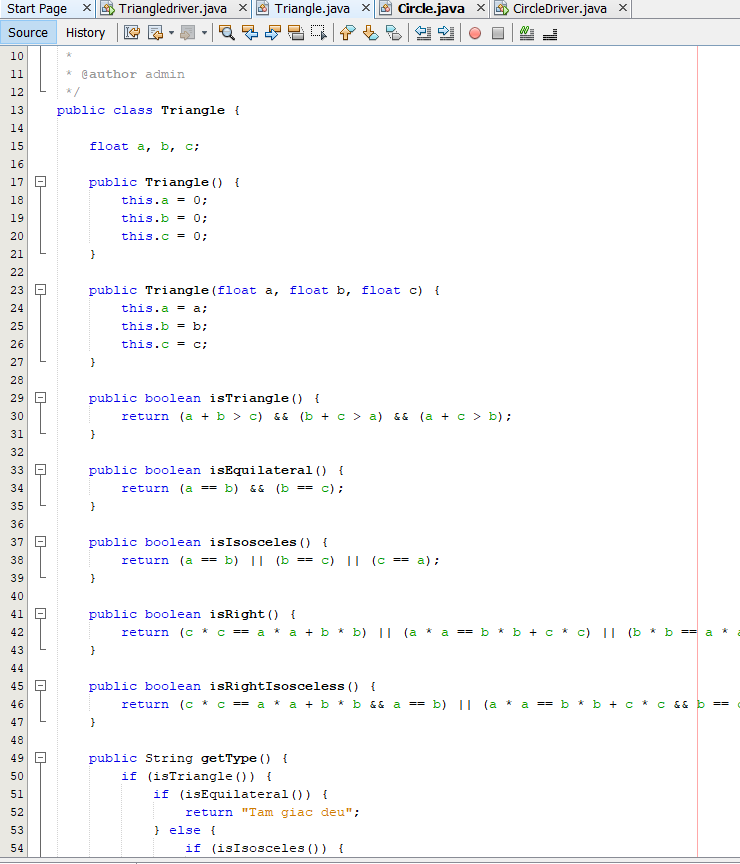 Start Page Triangledriver.java Triangle.java Circle.java CircleDriver.java
Source History
10 *
11 * @author admin
12 */
13 public class Triangle {
14
15 float a, b, c;
16
17 public Triangle() {
18 this.a = 0;
19 this.b = 0;
20 this.c = 0;
21 }
22
23 public Triangle(float a, float b, float c) {
24 this.a = a;
25 this.b = b;
26 this.c = c;
27 }
28
29 public boolean isTriangle() {
30 return (a + b > c) && (b + c > a) && (a + c > b);
31 }
32
33 public boolean isEquilateral() {
34 return (a == b) && (b == c);
35 }
36
37 public boolean isIsosceles() {
38 return (a == b) || (b == c) || (c == a);
39 }
40
41 public boolean isRight() {
42 return (c * c == a * a + b * b) || (a * a == b * b + c * c) || (b * b == a * a
43 }
44
45 public boolean isRightIsosceless() {
46 return (c * c == a * a + b * b && a == b) || (a * a == b * b + c * c && b == c
47 }
48
49 public String getType() {
50 if (isTriangle()) {
51 if (isEquilateral()) {
52 return "Tam giac deu";
53 } else {
54 if (isIsosceles()) {